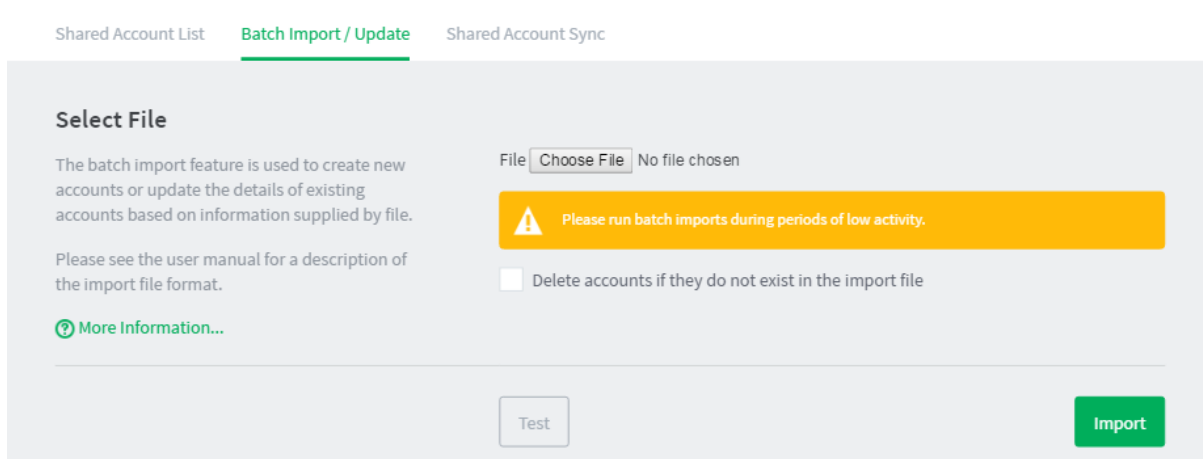 Shared Account List Batch Import / Update Shared Account Sync
Select File
The batch import feature is used to create new
accounts or update the details of existing
accounts based on information supplied by file.
Please see the user manual for a description of
the import file format.
More Information...
File Choose File No file chosen
Please run batch imports during periods of low activity.
Delete accounts if they do not exist in the import file
Test Import